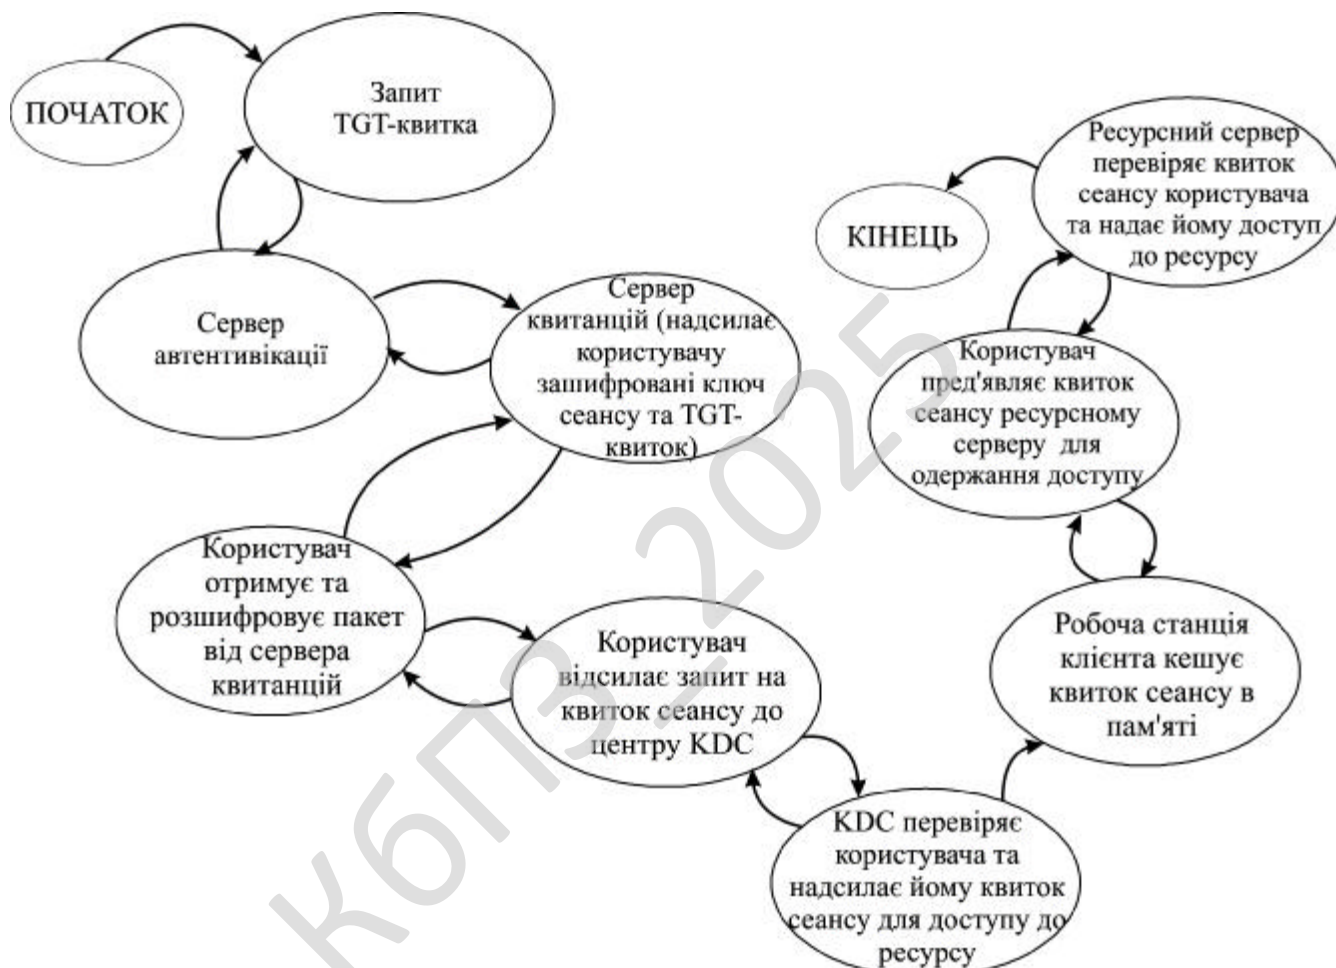 ПОЧАТОК
Запит
TGT-квитка
Сервер
автентивікації
Сервер
квитанцій (надсилає
користувачу
зашифровані ключ
сеансу та TGT-
квиток)
Користувач
отримує та
розшифровує пакет
від сервера
квитанцій
Користувач
відсилає запит на
квиток сеансу до
центру KDC
KDC перевіряє
користувача та
надсилає йому квиток
сеансу для доступу до
ресурсу
Робоча станція
клієнта кешує
квиток сеансу в
пам'яті
Користувач
пред'являє квиток
сеансу ресурсному
серверу для
одержання доступу
Ресурсний сервер
перевіряє квиток
сеансу користувача
та надає йому доступ
до ресурсу
КІНЕЦЬ
КбПЗ_2025